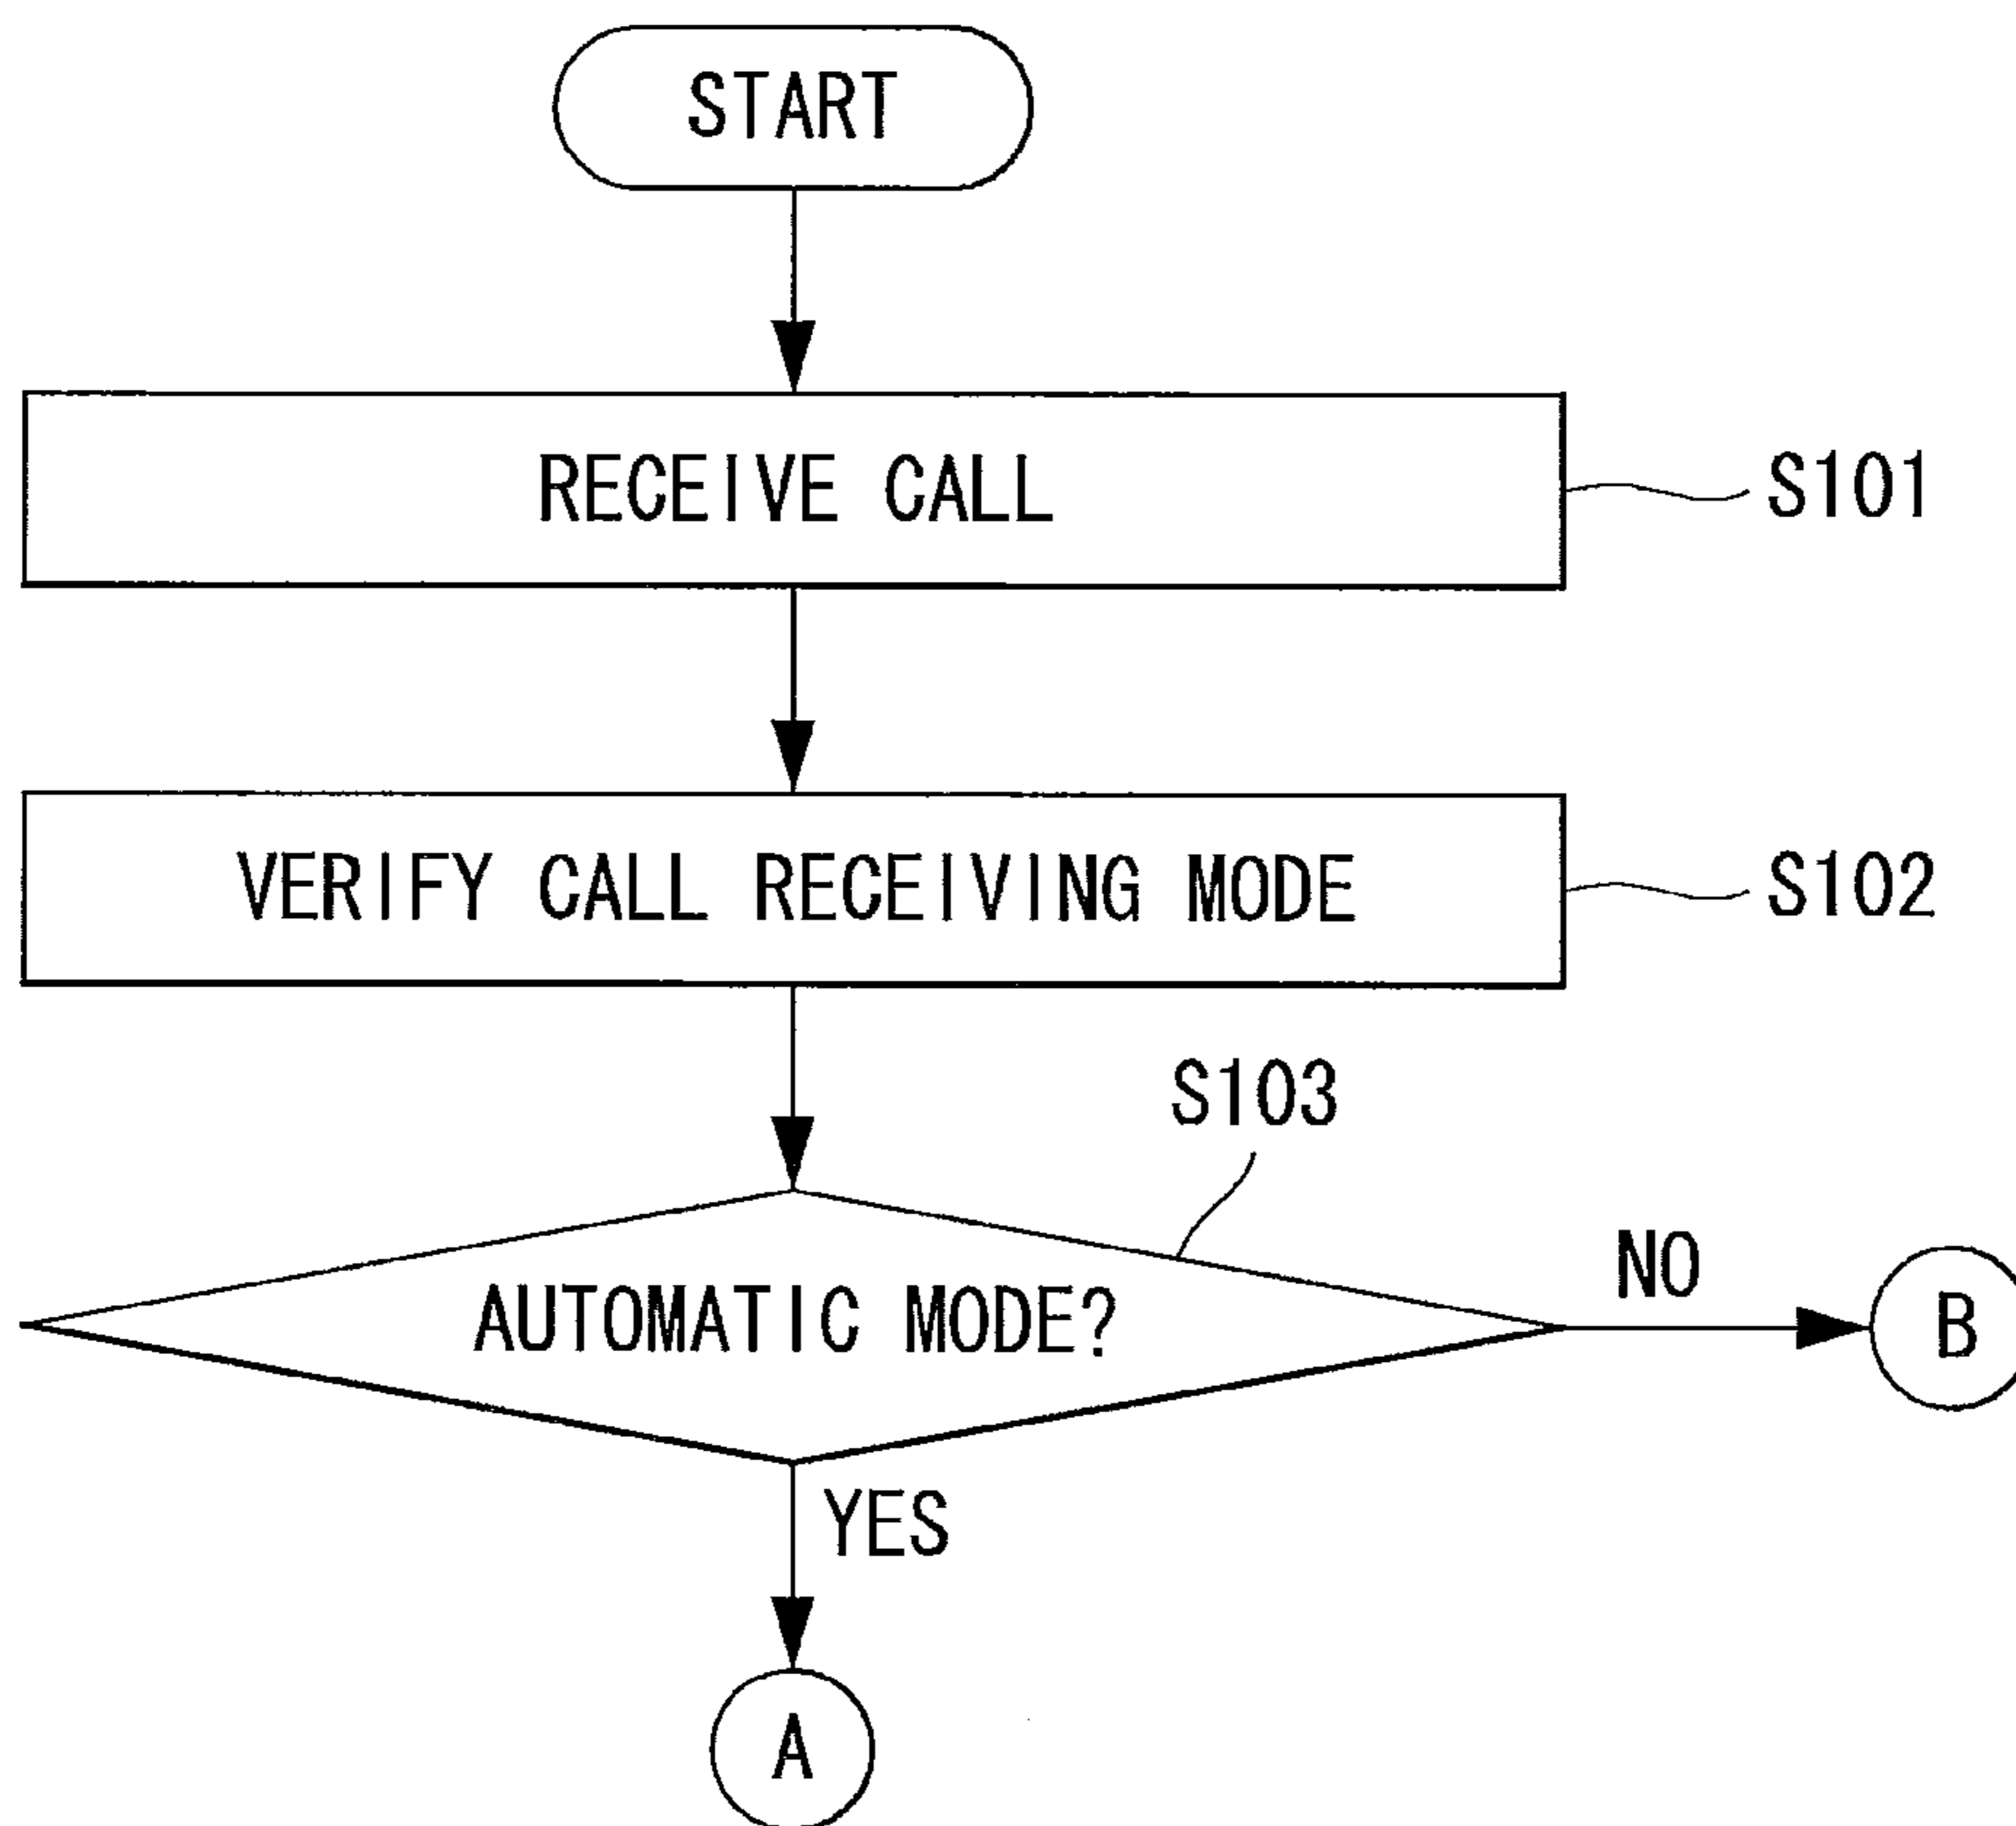 START
RECEIVE CALL
S101
VERIFY CALL RECEIVING MODE
S102
S103
AUTOMATIC MODE?
NO
B
YES
A